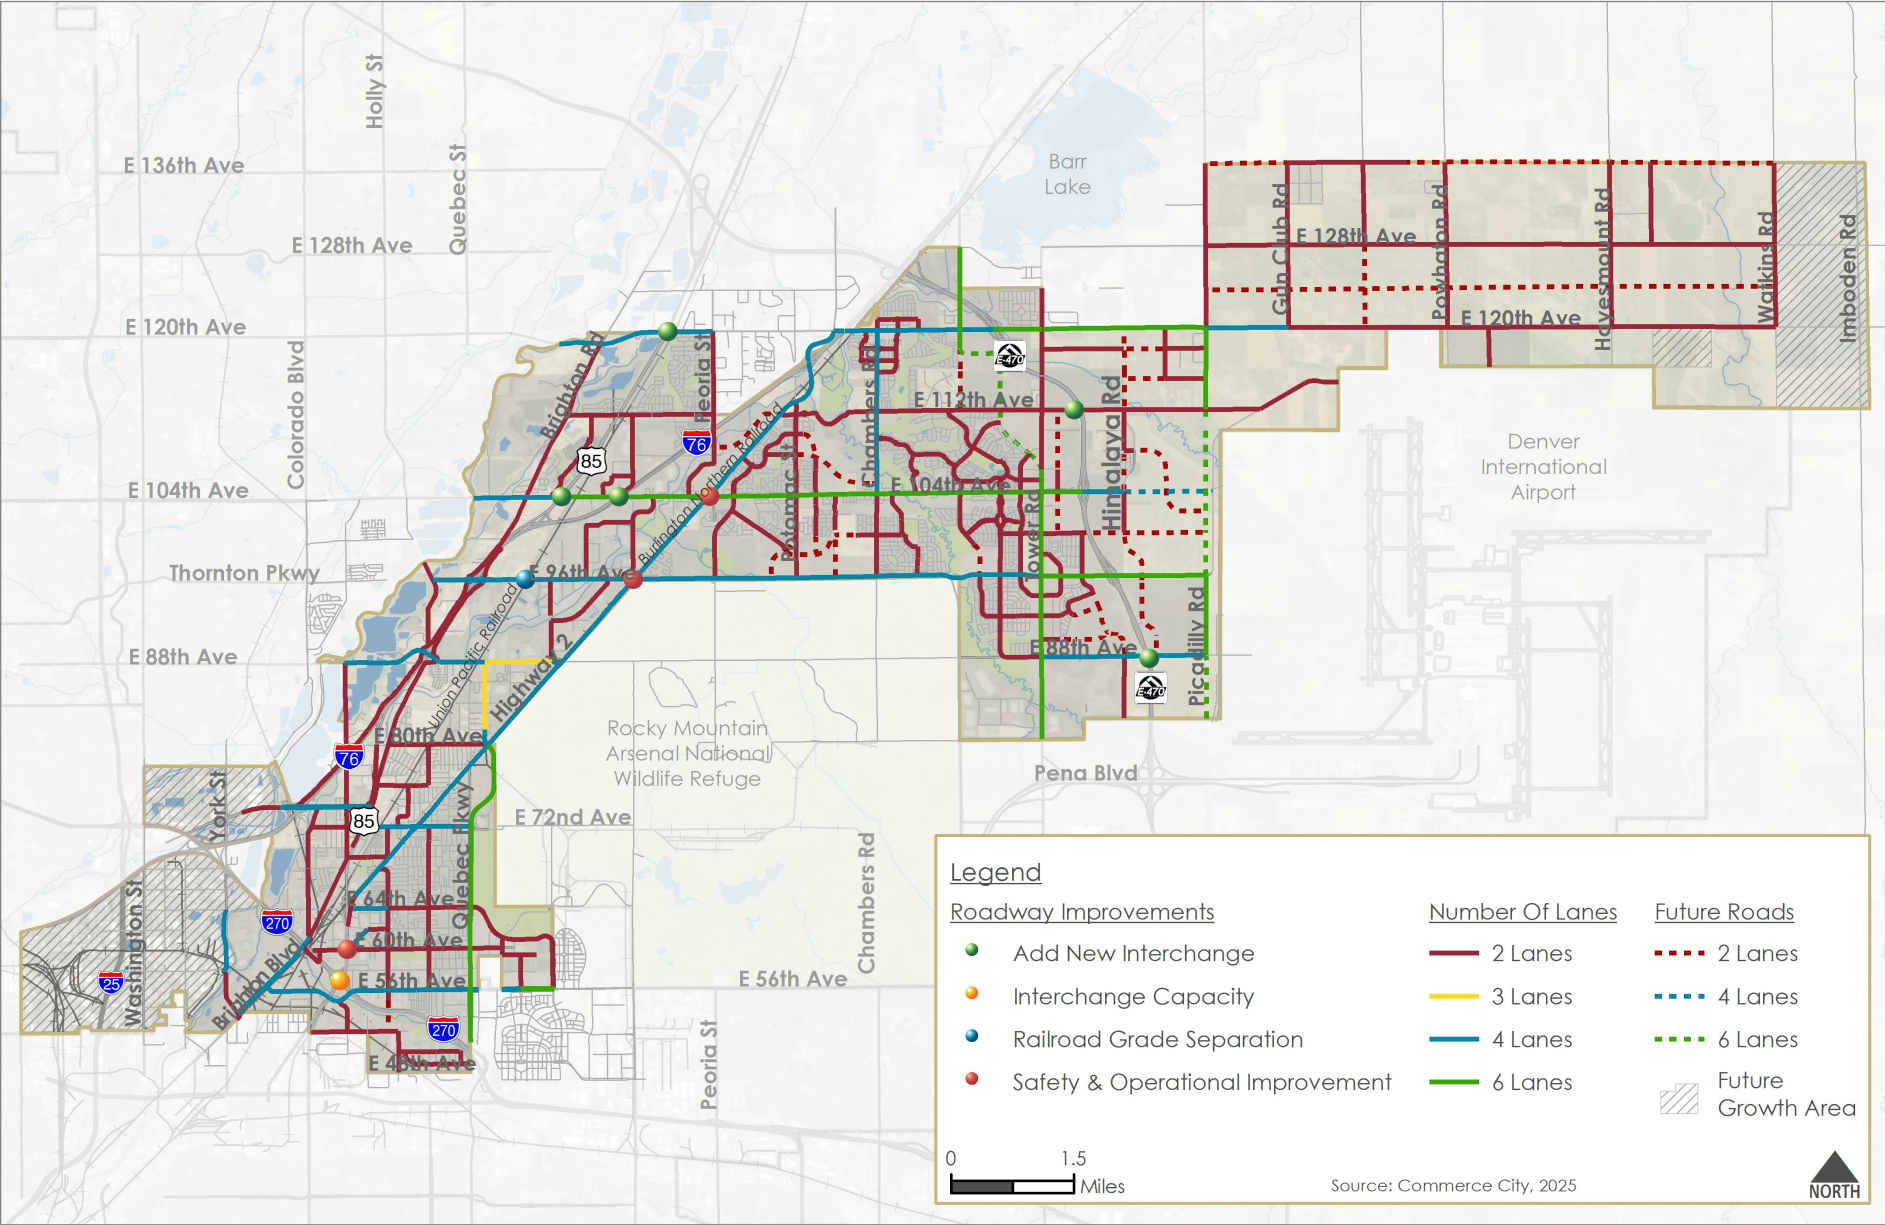 Holly St
Quebec St
E 136th Ave
E 128th Ave
Barr
Lake
E 128th Ave
Gun Club Rd
Powhaton Rd
Hayesmount Rd
Watkins Rd
Imboden Rd
E 120th Ave
E 120th Ave
Colorado Blvd
Brighton Rd
Peoria St
Chambers Rd
E-470
E 112th Ave
Himalaya Rd
76
85
Burlington Northern Railroad
Potomac St
Denver
International
Airport
E 104th Ave
E 104th Ave
Tower Rd
Thornton Pkwy
E 96th Ave
Union Pacific Railroad
Highway 2
E 88th Ave
E 88th Ave
Picadilly Rd
E-470
Rocky Mountain
Arsenal National
Wildlife Refuge
E 80th Ave
76
Pena Blvd
York St
85
Quebec Pkwy
E 72nd Ave
Chambers Rd
Washington St
E 64th Ave
270
E 60th Ave
Brighton Blvd
25
E 56th Ave
E 56th Ave
270
E 48th Ave
Peoria St
Legend
Roadway Improvements
Add New Interchange
Interchange Capacity
Railroad Grade Separation
Safety & Operational Improvement
Number Of Lanes
2 Lanes
3 Lanes
4 Lanes
6 Lanes
Future Roads
2 Lanes
4 Lanes
6 Lanes
Future
Growth Area
0 1.5
Miles
Source: Commerce City, 2025
NORTH